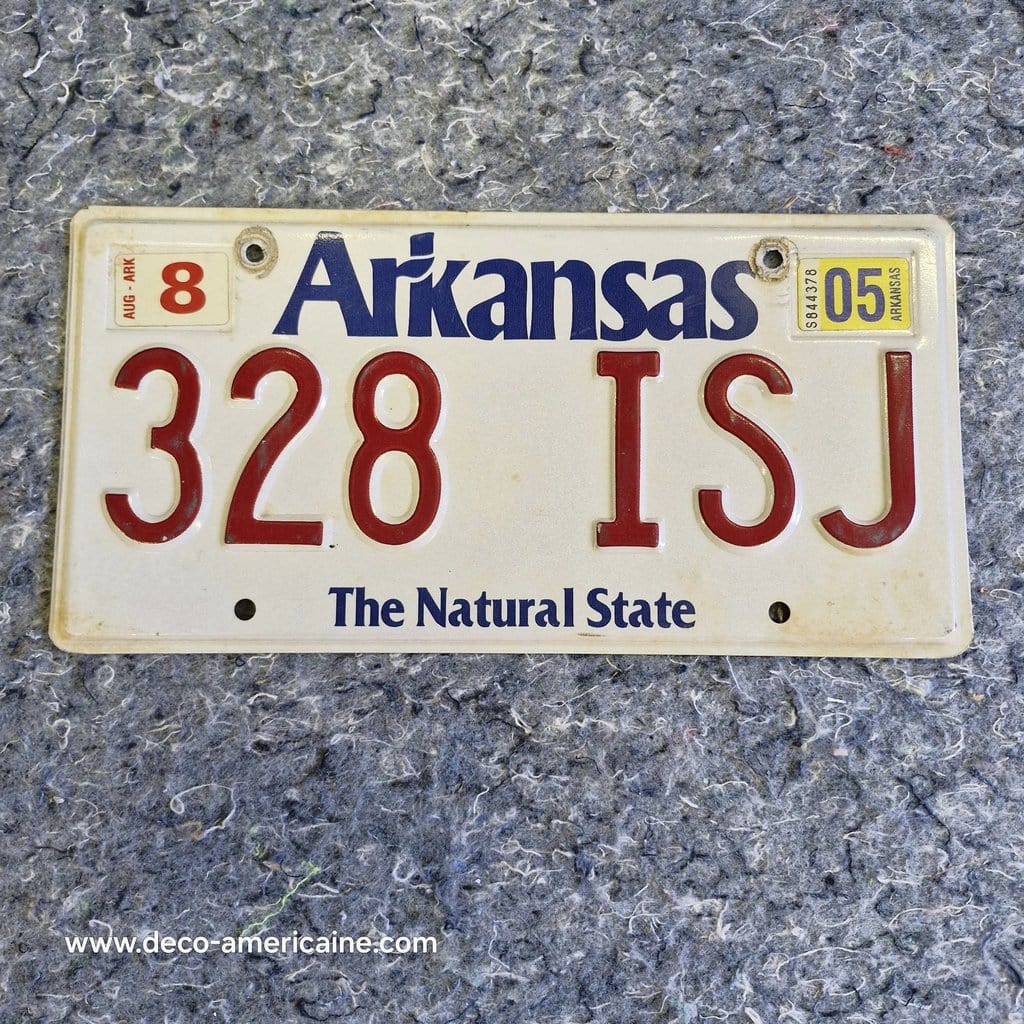 Arkansas
AUG - ARK
8
S844378
05
ARKANSAS
328 ISJ
The Natural State
www.deco-americaine.com